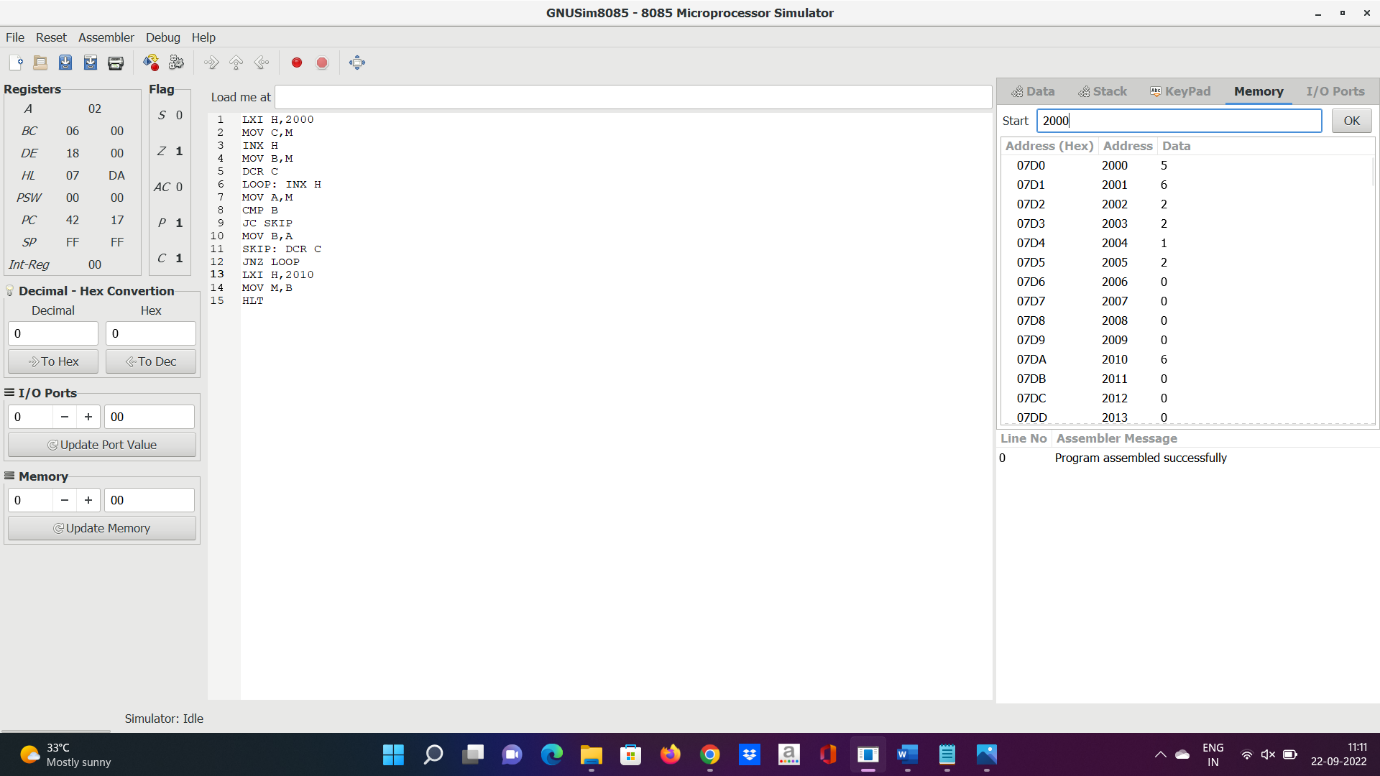 GNUSim8085 - 8085 Microprocessor Simulator
File Reset Assembler Debug Help
Registers
A 02
BC 06 00
DE 18 00
HL 07 DA
PSW 00 00
PC 42 17
SP FF FF
Int-Reg 00
Flag
S 0
Z 1
AC 0
P 1
C 1
Decimal - Hex Convertion
Decimal Hex
0 0
To Hex To Dec
I/O Ports
0 − + 00
Update Port Value
Memory
0 − + 00
Update Memory
Load me at
1 LXI H,2000
2 MOV C,M
3 INX H
4 MOV B,M
5 DCR C
6 LOOP: INX H
7 MOV A,M
8 CMP B
9 JC SKIP
10 MOV B,A
11 SKIP: DCR C
12 JNZ LOOP
13 LXI H,2010
14 MOV M,B
15 HLT
Data Stack KeyPad Memory I/O Ports
Start 2000 OK
Address (Hex) Address Data
07D0 2000 5
07D1 2001 6
07D2 2002 2
07D3 2003 2
07D4 2004 1
07D5 2005 2
07D6 2006 0
07D7 2007 0
07D8 2008 0
07D9 2009 0
07DA 2010 6
07DB 2011 0
07DC 2012 0
07DD 2013 0
Line No Assembler Message
0 Program assembled successfully
Simulator: Idle
33°C
Mostly sunny
ENG
IN
11:11
22-09-2022